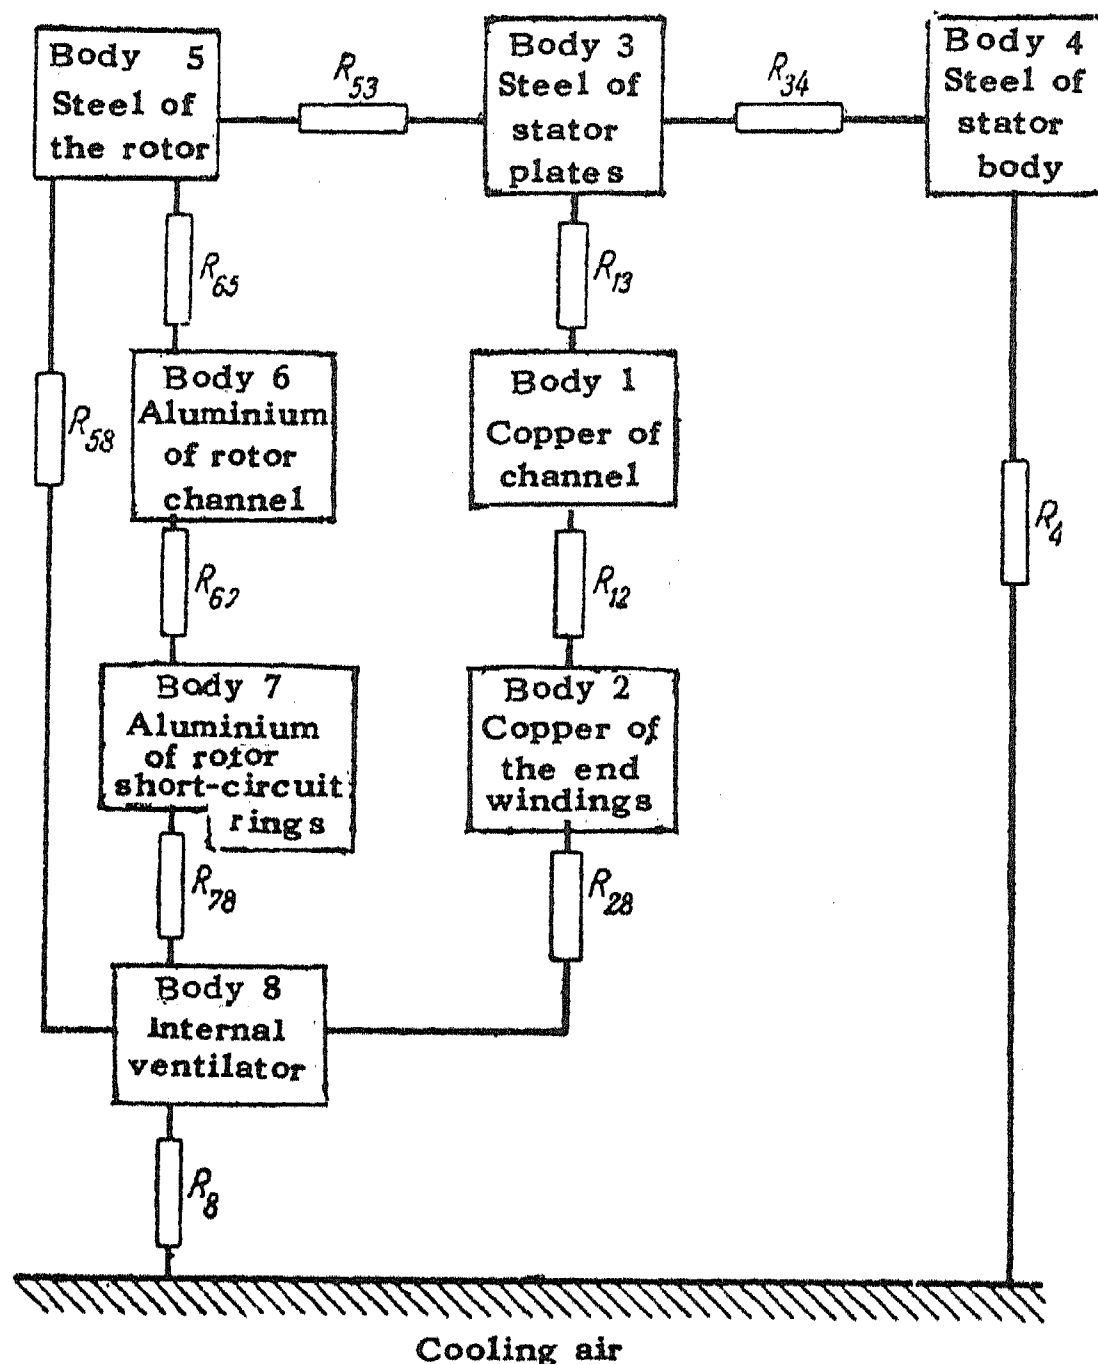 Body 5
Steel of
the rotor
R53
Body 3
Steel of
stator
plates
R34
Body 4
Steel of
stator
body
R65
R13
R58
Body 6
Aluminium
of rotor
channel
Body 1
Copper of
channel
R4
R67
R12
Body 7
Aluminium
of rotor
short-circuit
rings
Body 2
Copper of
the end
windings
R78
R28
Body 8
Internal
ventilator
R8
Cooling air